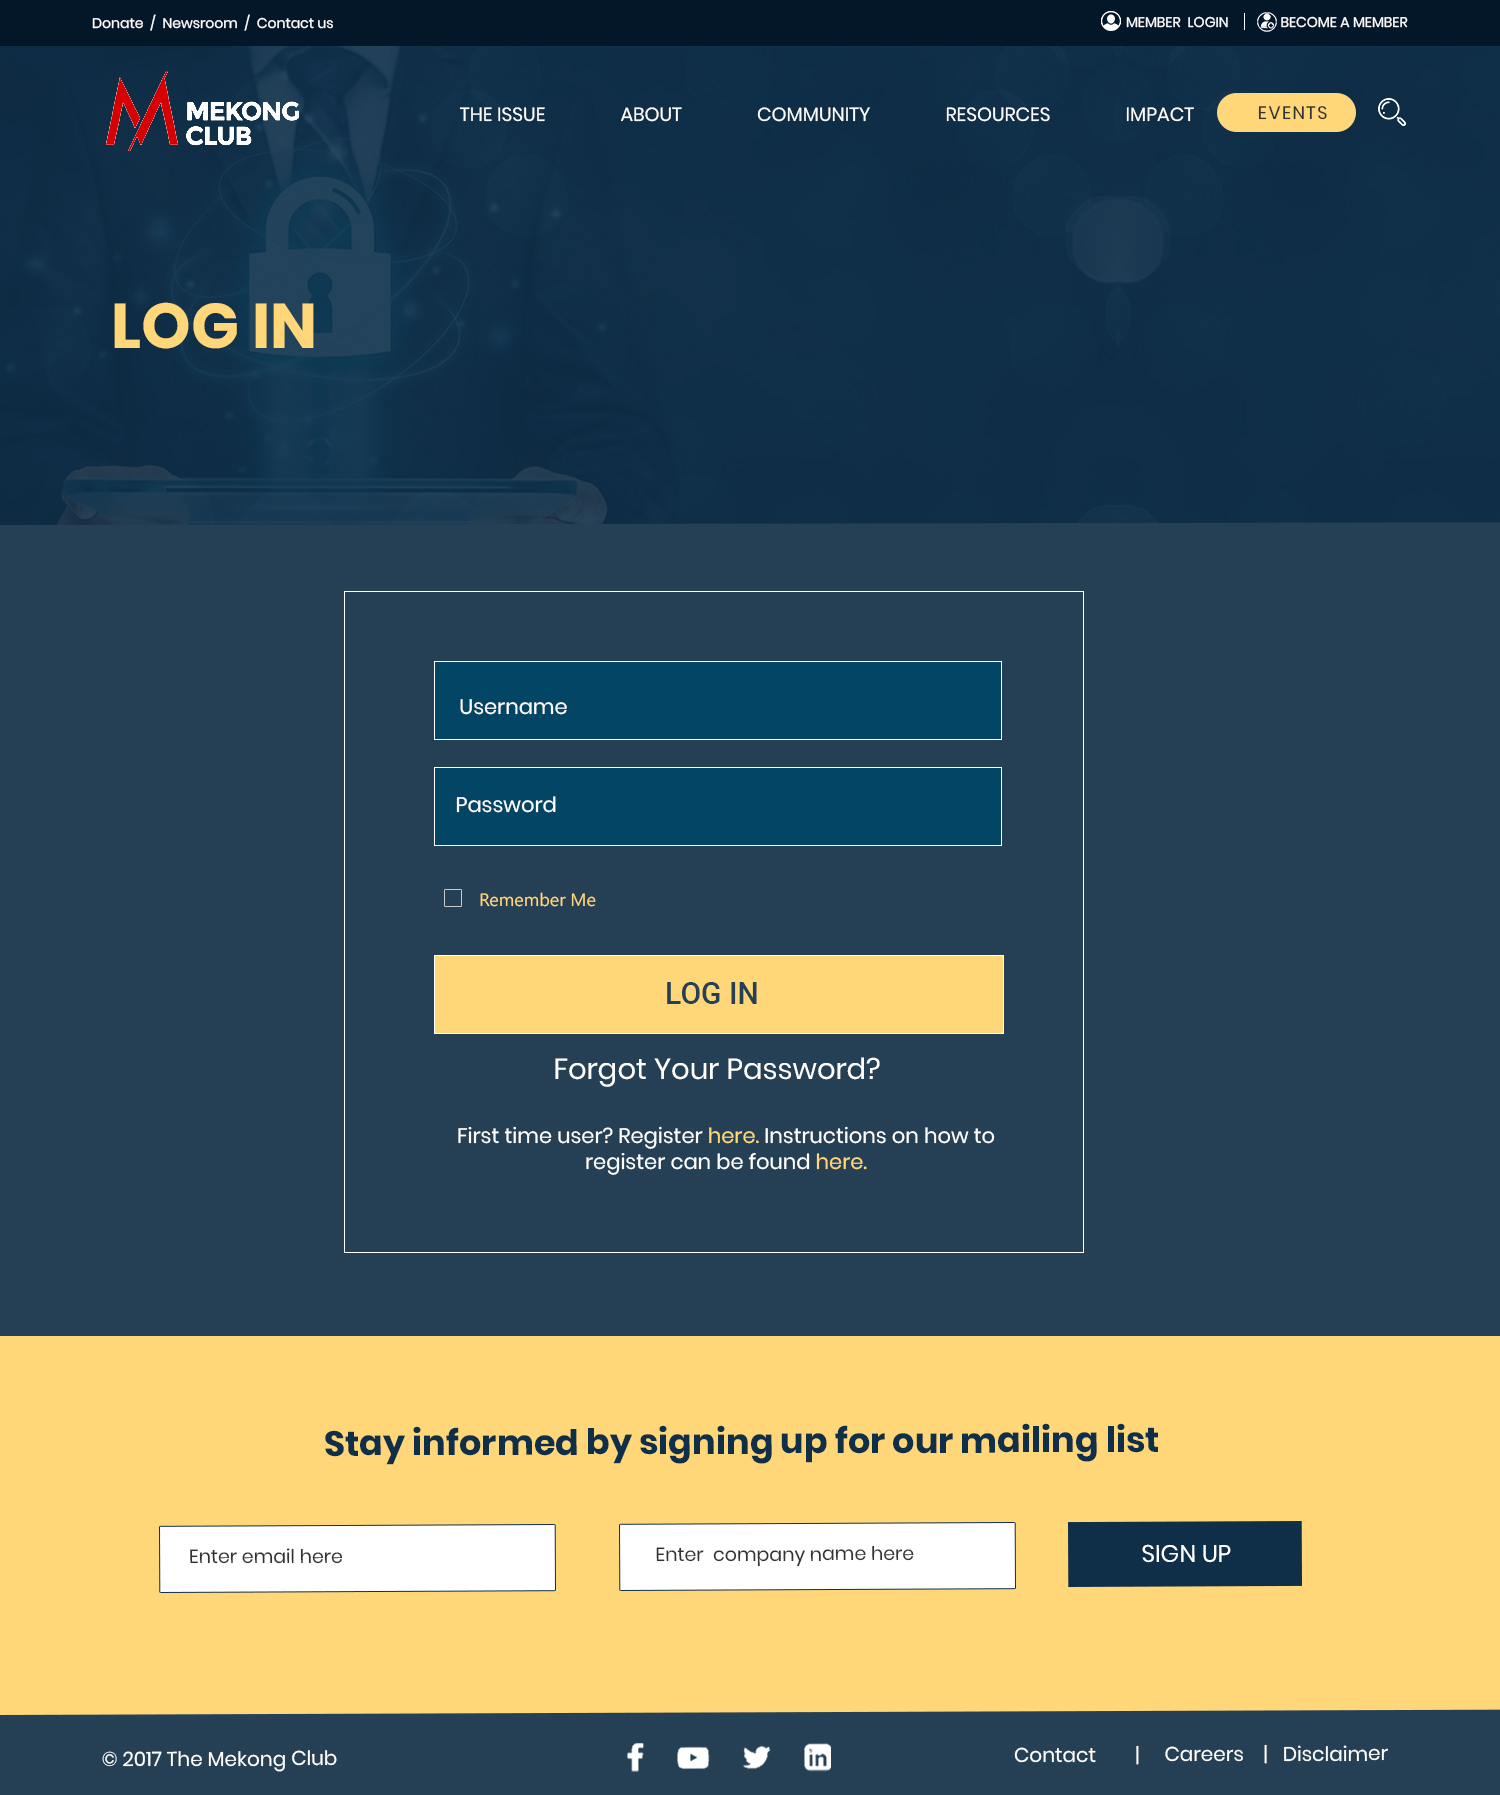 Donate / Newsroom / Contact us
MEMBER LOGIN | BECOME A MEMBER
MEKONG
CLUB
THE ISSUE ABOUT COMMUNITY RESOURCES IMPACT EVENTS
LOG IN
Username
Password
Remember Me
LOG IN
Forgot Your Password?
First time user? Register here. Instructions on how to
register can be found here.
Stay informed by signing up for our mailing list
Enter email here
Enter company name here
SIGN UP
© 2017 The Mekong Club
Contact | Careers | Disclaimer